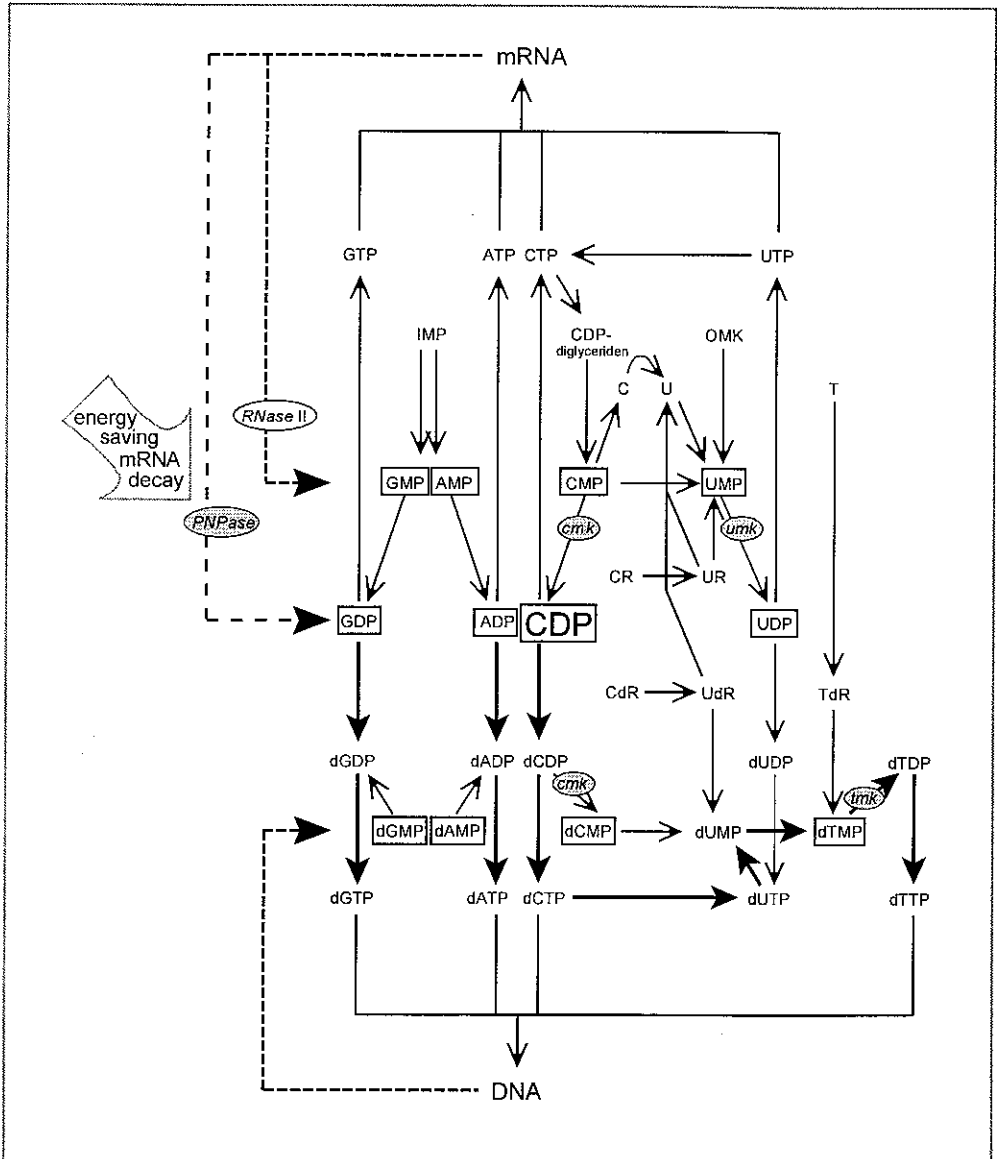 mRNA
GTP
ATP
CTP
UTP
IMP
CDP-
diglyceriden
OMK
C
U
T
energy
saving
mRNA
decay
RNase II
GMP
AMP
CMP
UMP
PNPase
cmk
umk
CR
UR
GDP
ADP
CDP
UDP
CdR
UdR
TdR
dGDP
dADP
dCDP
dUDP
dTDP
cmk
tmk
dGMP
dAMP
dCMP
dUMP
dTMP
dGTP
dATP
dCTP
dUTP
dTTP
DNA